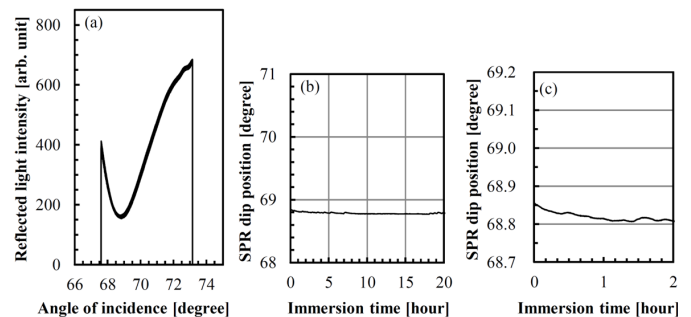 (a)
Reflected light intensity [arb. unit]
800
600
400
200
0
66 68 70 72 74
Angle of incidence [degree]
(b)
SPR dip position [degree]
71
70
69
68
0 5 10 15 20
Immersion time [hour]
(c)
SPR dip position [degree]
69.2
69.1
69.0
68.9
68.8
68.7
0 1 2
Immersion time [hour]